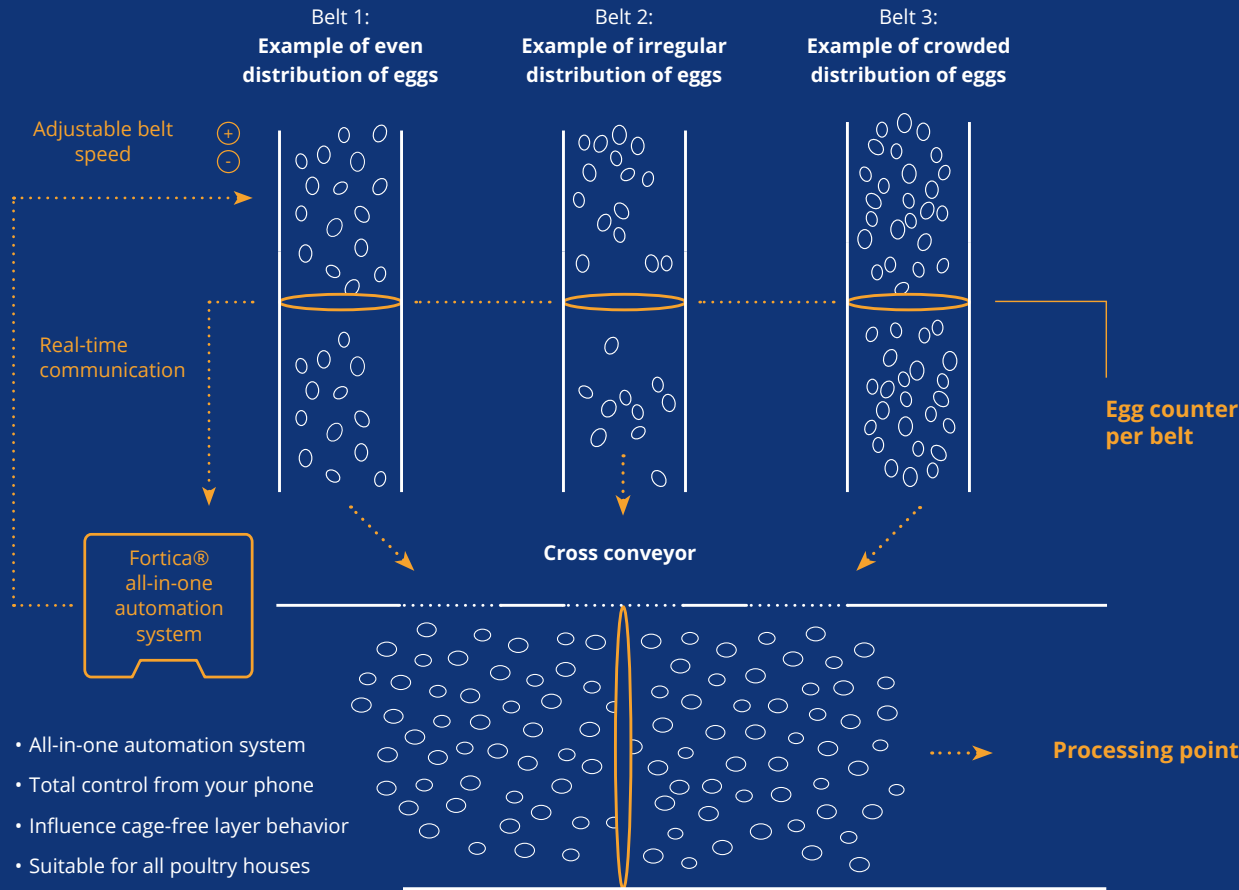 Belt 1:
Example of even
distribution of eggs
Belt 2:
Example of irregular
distribution of eggs
Belt 3:
Example of crowded
distribution of eggs
Adjustable belt
speed
+
-
Real-time
communication
Egg counter
per belt
Fortica®
all-in-one
automation
system
Cross conveyor
Processing point
• All-in-one automation system
• Total control from your phone
• Influence cage-free layer behavior
• Suitable for all poultry houses